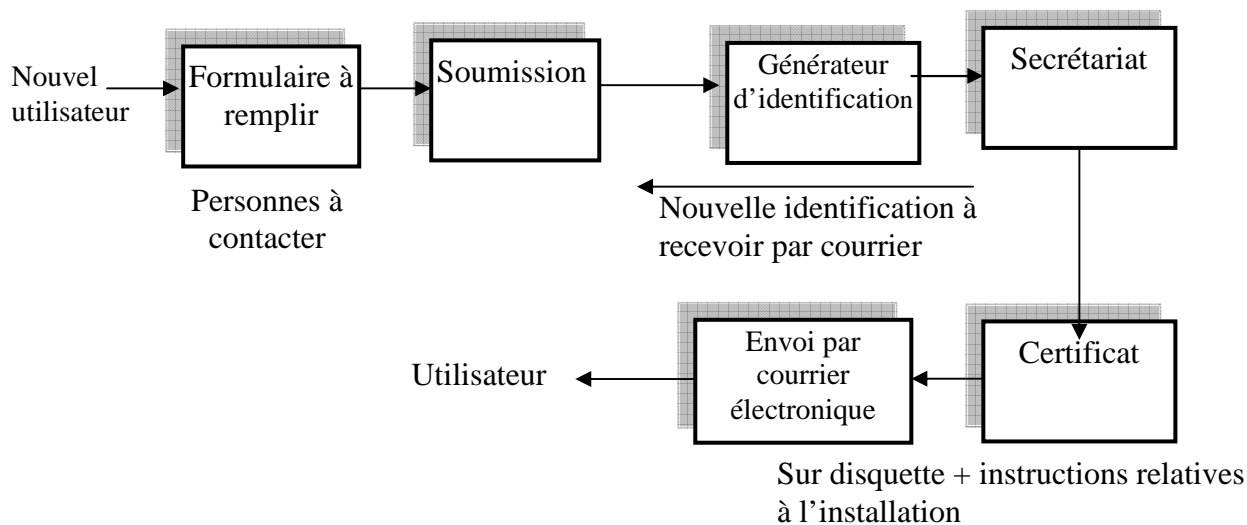 Nouvel
utilisateur
Formulaire à
remplir
Personnes à
contacter
Soumission
Générateur
d’identification
Secrétariat
Nouvelle identification à
recevoir par courrier
Certificat
Sur disquette + instructions relatives
à l’installation
Envoi par
courrier
électronique
Utilisateur